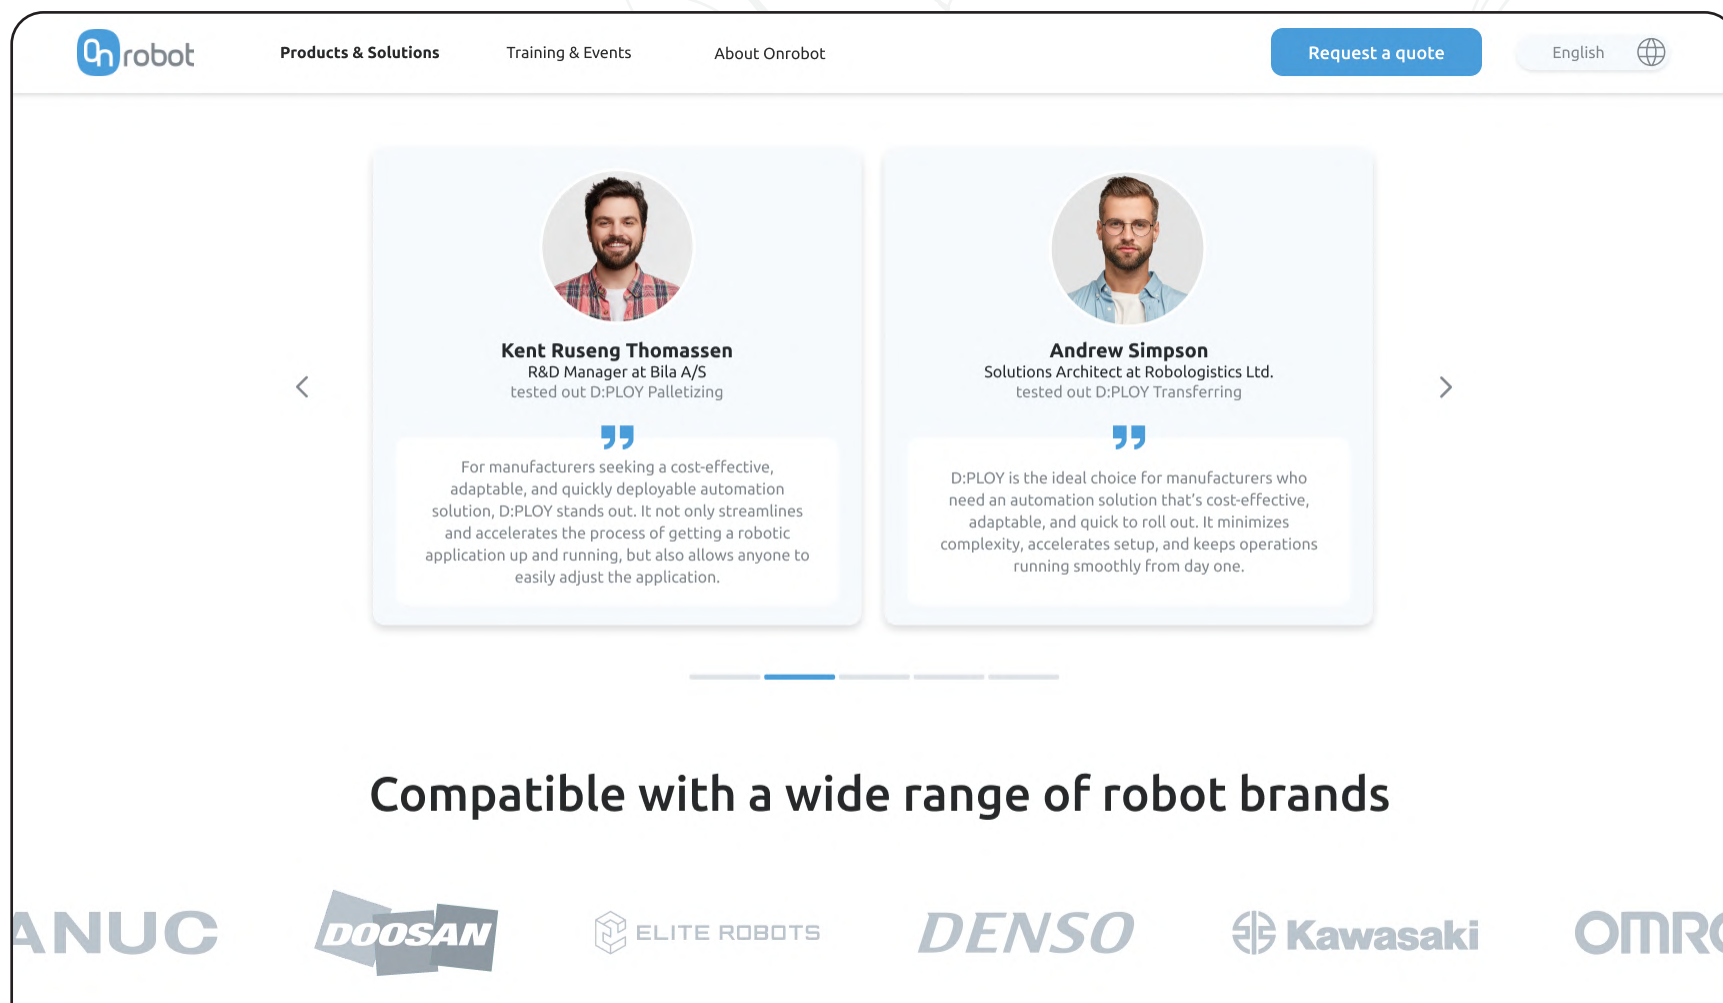 On robot
Products & Solutions
Training & Events
About Onrobot
Request a quote
English
Kent Ruseng Thomassen
R&D Manager at Bila A/S
tested out D:PLOY Palletizing
For manufacturers seeking a cost-effective,
adaptable, and quickly deployable automation
solution, D:PLOY stands out. It not only streamlines
and accelerates the process of getting a robotic
application up and running, but also allows anyone to
easily adjust the application.
Andrew Simpson
Solutions Architect at Robologistics Ltd.
tested out D:PLOY Transferring
D:PLOY is the ideal choice for manufacturers who
need an automation solution that's cost-effective,
adaptable, and quick to roll out. It minimizes
complexity, accelerates setup, and keeps operations
running smoothly from day one.
Compatible with a wide range of robot brands
ANUC
DOOSAN
ELITE ROBOTS
DENSO
Kawasaki
OMRO